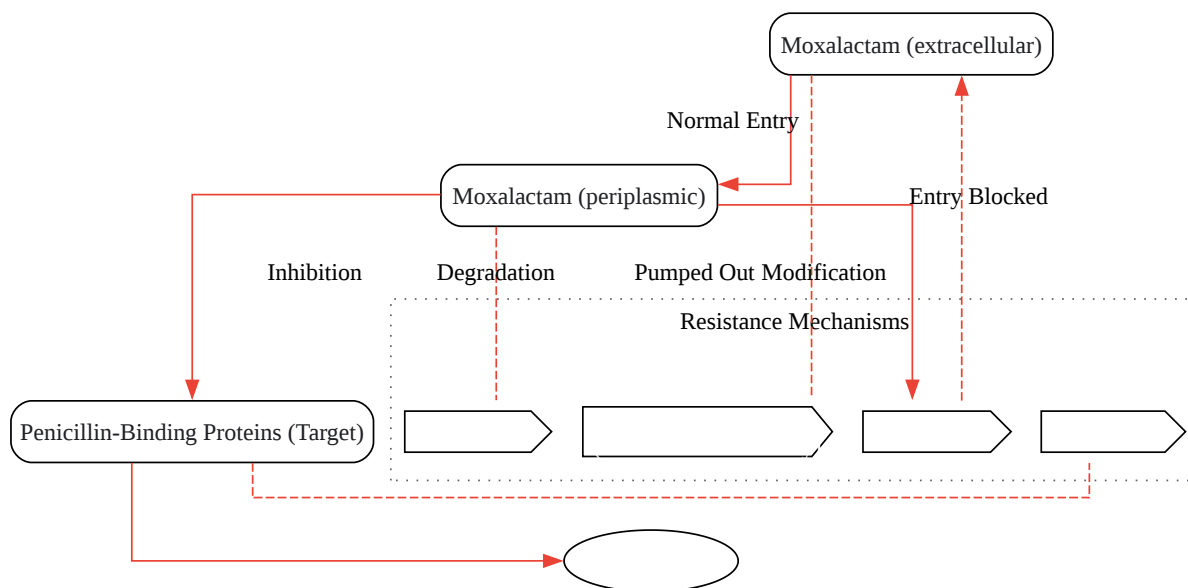 Moxalactam (extracellular)
Normal Entry
Moxalactam (periplasmic)
Entry Blocked
Inhibition
Degradation
Pumped Out
Modification
Resistance Mechanisms
Penicillin-Binding Proteins (Target)